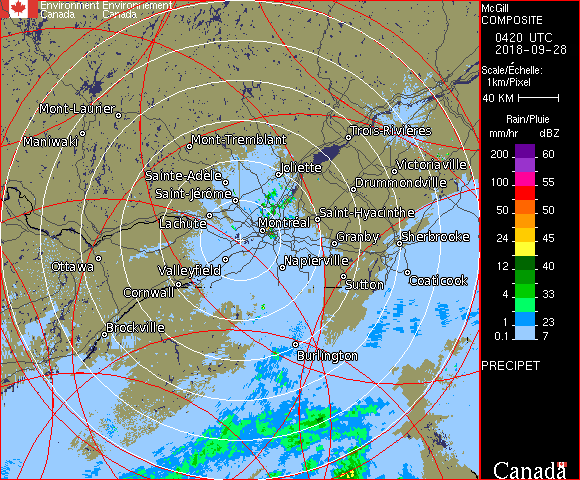 Environment Environnement
Canada Canada
Mont-Laurier
Maniwaki
Mont-Tremblant
Trois-Rivières
Sainte-Adèle
Joliette
Victoriaville
Saint-Jérôme
Drummondville
Lachute
Montréal
Saint-Hyacinthe
Granby
Sherbrooke
Ottawa
Valleyfield
Napierville
Cornwall
Sutton
Coaticook
Brockville
Burlington
McGill
COMPOSITE
0420 UTC
2018-09-28
Scale/Échelle:
1km/Pixel
40 KM
Rain/Pluie
mm/hr dBZ
200 60
100 55
50 50
24 45
12 40
4 33
1 23
0.1 7
PRECIPET
Canada